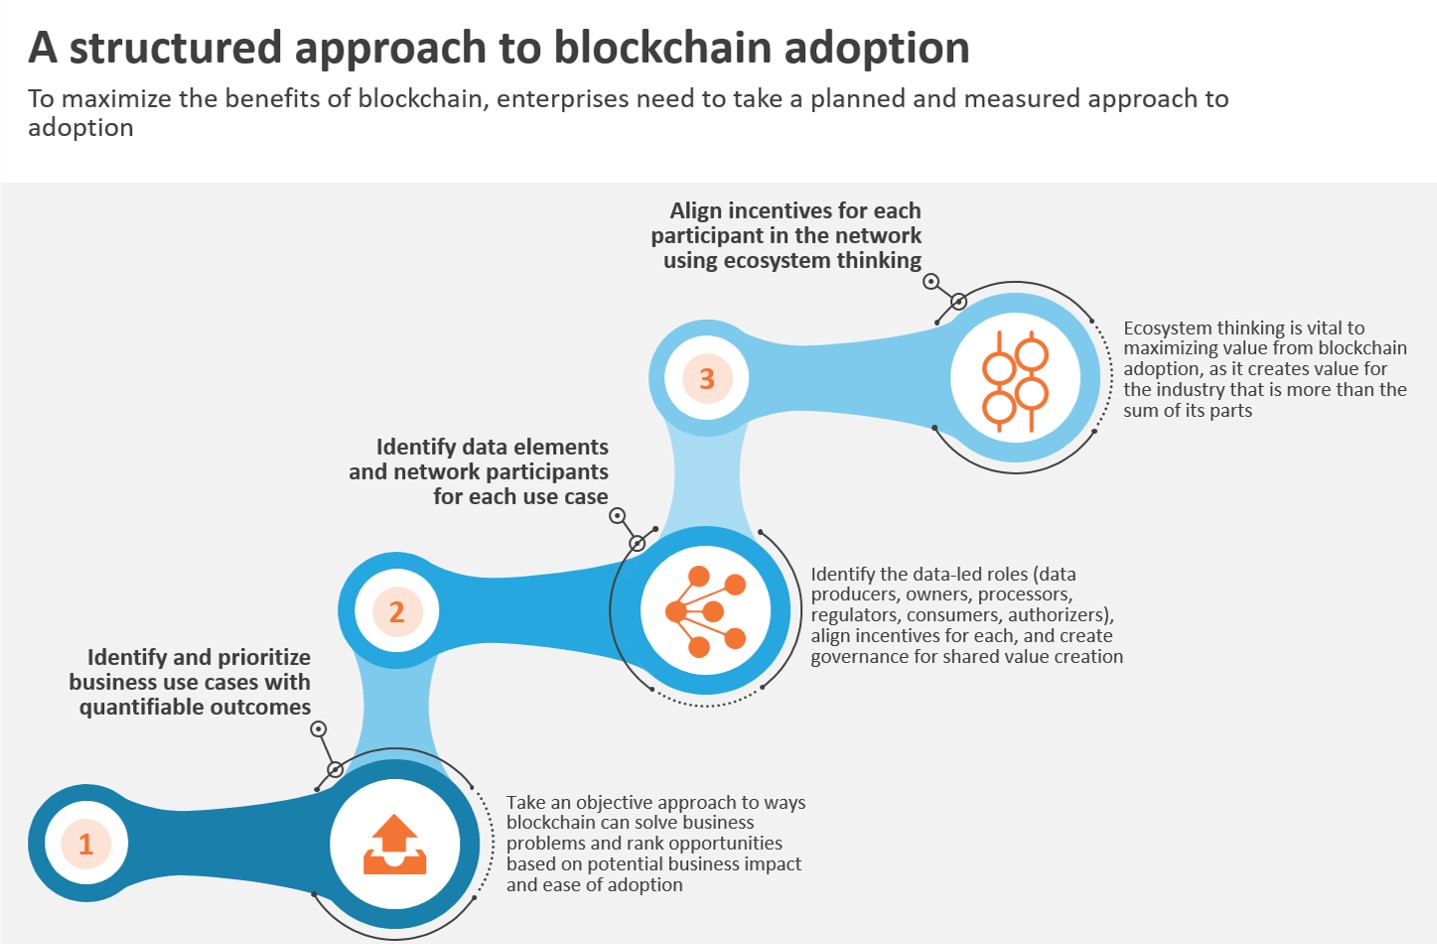 A structured approach to blockchain adoption
To maximize the benefits of blockchain, enterprises need to take a planned and measured approach to
adoption
Align incentives for each
participant in the network
using ecosystem thinking
3
Ecosystem thinking is vital to
maximizing value from blockchain
adoption, as it creates value for
the industry that is more than the
sum of its parts
Identify data elements
and network participants
for each use case
2
Identify the data-led roles (data
producers, owners, processors,
regulators, consumers, authorizers),
align incentives for each, and create
governance for shared value creation
Identify and prioritize
business use cases with
quantifiable outcomes
1
Take an objective approach to ways
blockchain can solve business
problems and rank opportunities
based on potential business impact
and ease of adoption